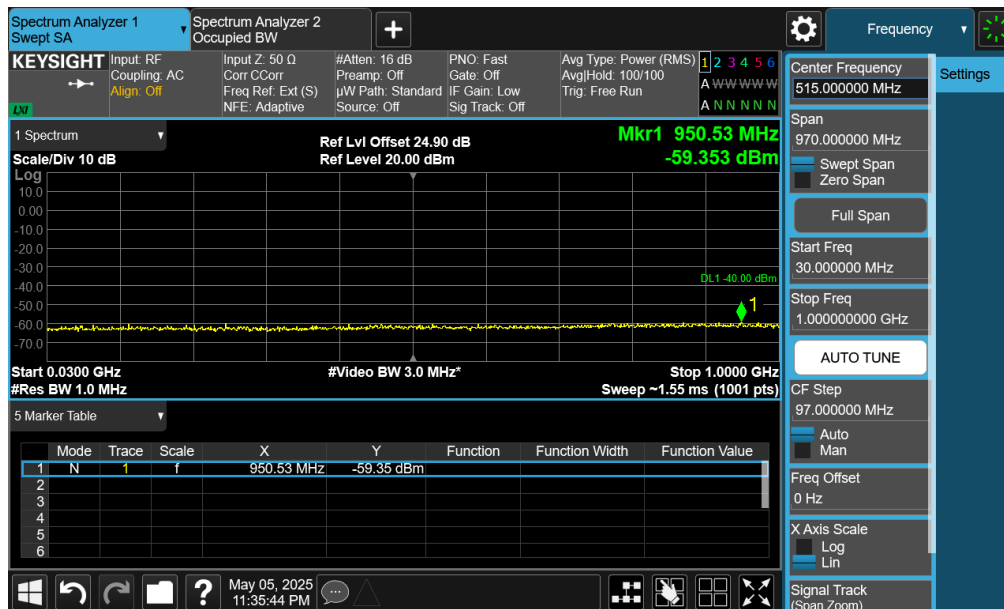 Spectrum Analyzer 1
Swept SA
Spectrum Analyzer 2
Occupied BW
Frequency
KEYSIGHT
LXI
Input: RF
Coupling: AC
Align: Off
Input Z: 50 Ω
Corr CCorr
Freq Ref: Ext (S)
NFE: Adaptive
#Atten: 16 dB
Preamp: Off
µW Path: Standard
Source: Off
PNO: Fast
Gate: Off
IF Gain: Low
Sig Track: Off
Avg Type: Power (RMS)
Avg|Hold: 100/100
Trig: Free Run
1 2 3 4 5 6
A W W W W W
A N N N N N
1 Spectrum
Scale/Div 10 dB
Ref Lvl Offset 24.90 dB
Ref Level 20.00 dBm
Mkr1 950.53 MHz
-59.353 dBm
Log
10.0
0.00
-10.0
-20.0
-30.0
-40.0
-50.0
-60.0
-70.0
DL1 -40.00 dBm
1
Start 0.0300 GHz
#Video BW 3.0 MHz*
Stop 1.0000 GHz
#Res BW 1.0 MHz
Sweep ~1.55 ms (1001 pts)
5 Marker Table
Mode Trace Scale X Y Function Function Width Function Value
1 N 1 f 950.53 MHz -59.35 dBm
2
3
4
5
6
May 05, 2025
11:35:44 PM
?
Center Frequency
515.000000 MHz
Span
970.000000 MHz
Swept Span
Zero Span
Full Span
Start Freq
30.000000 MHz
Stop Freq
1.000000000 GHz
AUTO TUNE
CF Step
97.000000 MHz
Auto
Man
Freq Offset
0 Hz
X Axis Scale
Log
Lin
Signal Track
(Span Zoom)
Settings